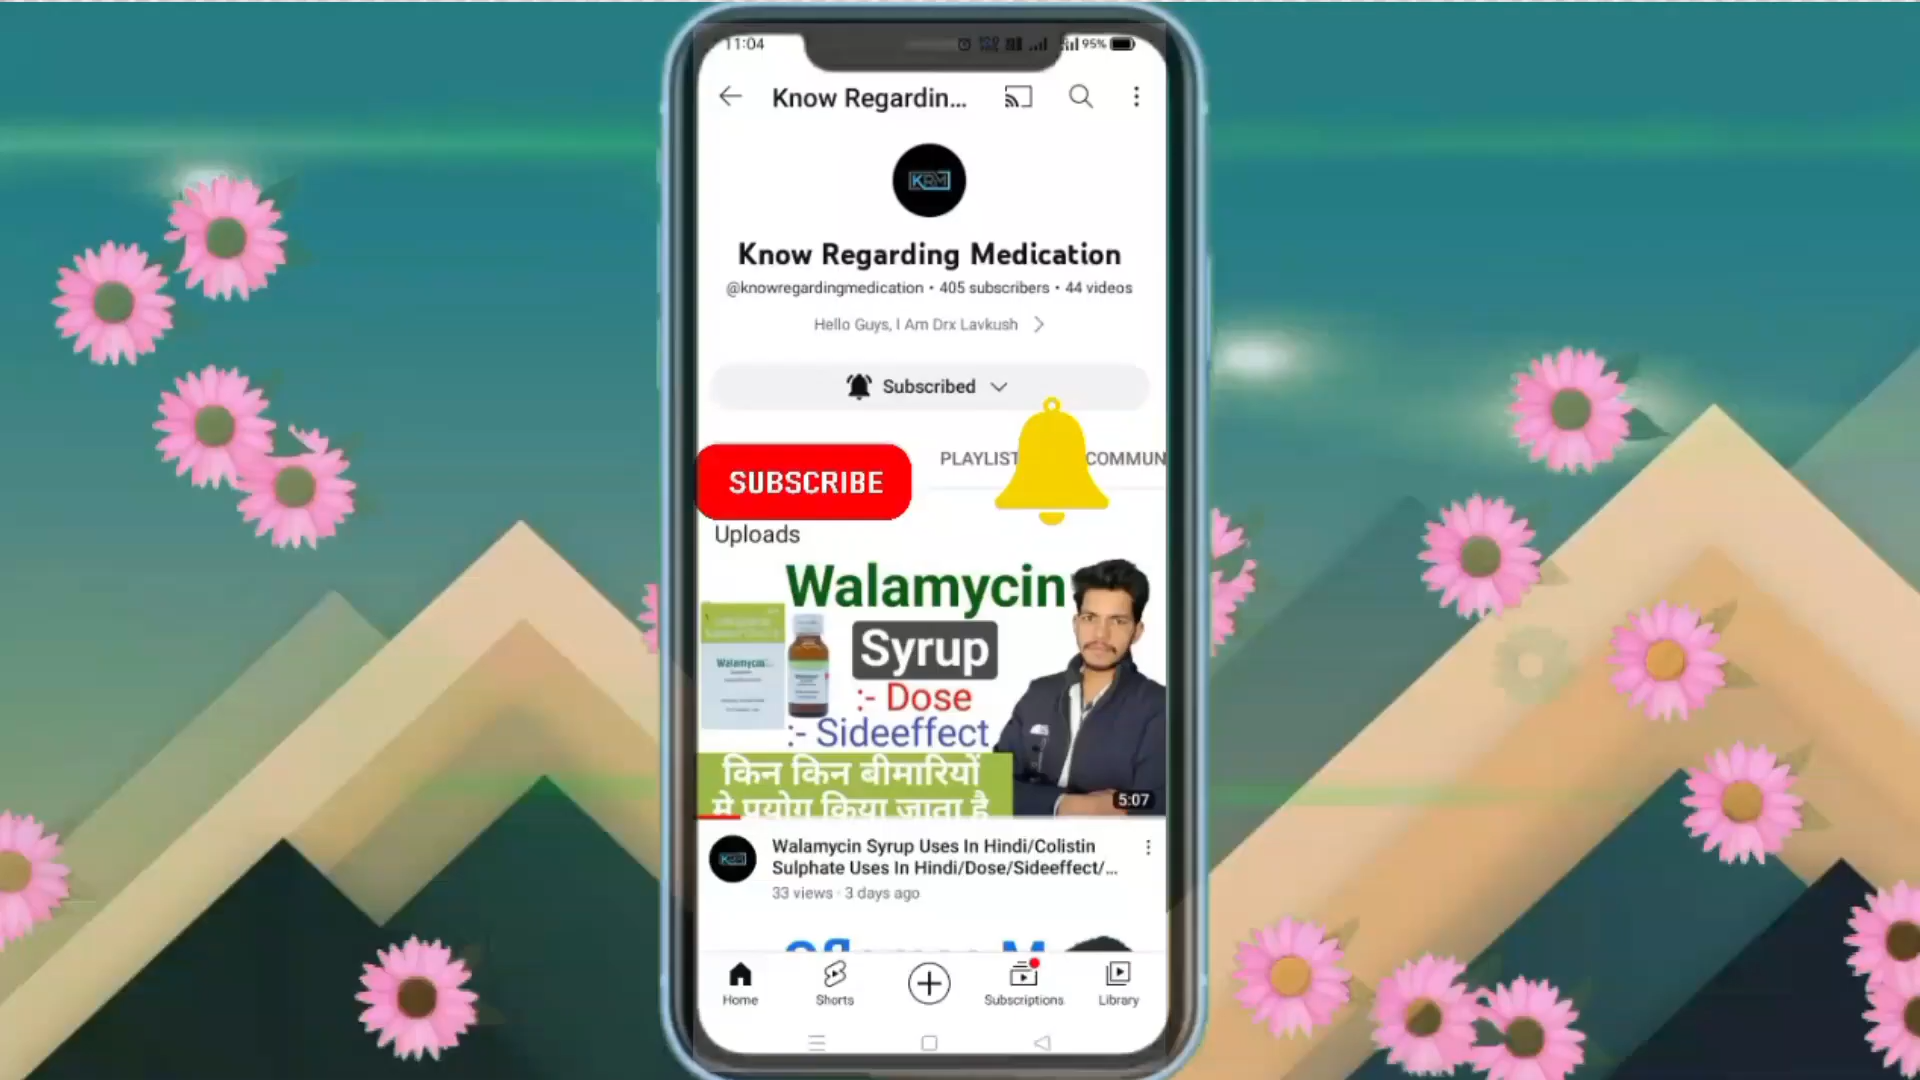 11:04
95%
Know Regardin...
KRM
Know Regarding Medication
@knowregardingmedication • 405 subscribers • 44 videos
Hello Guys, I Am Drx Lavkush
Subscribed
SUBSCRIBE
PLAYLIST
COMMUN
Uploads
Walamycin
Syrup
Walamycin
:- Dose
:- Sideeffect
किन किन बीमारियों
मे प्रयोग किया जाता है
5:07
Walamycin Syrup Uses In Hindi/Colistin
Sulphate Uses In Hindi/Dose/Sideeffect/...
33 views · 3 days ago
Home
Shorts
Subscriptions
Library